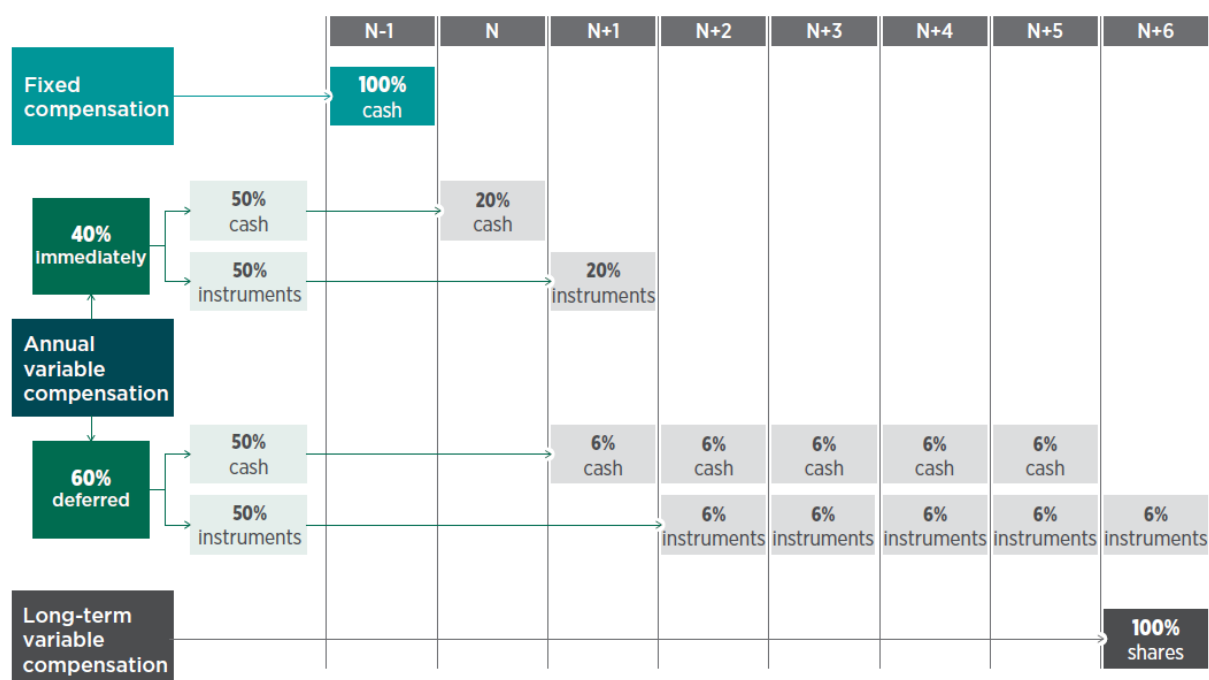 N-1 N N+1 N+2 N+3 N+4 N+5 N+6
Fixed
compensation
100%
cash
40%
immediately
50%
cash
20%
cash
50%
instruments
20%
instruments
Annual
variable
compensation
60%
deferred
50%
cash
6% 6% 6% 6% 6%
cash cash cash cash cash
50%
instruments
6% 6% 6% 6% 6%
instruments instruments instruments instruments instruments
Long-term
variable
compensation
100%
shares